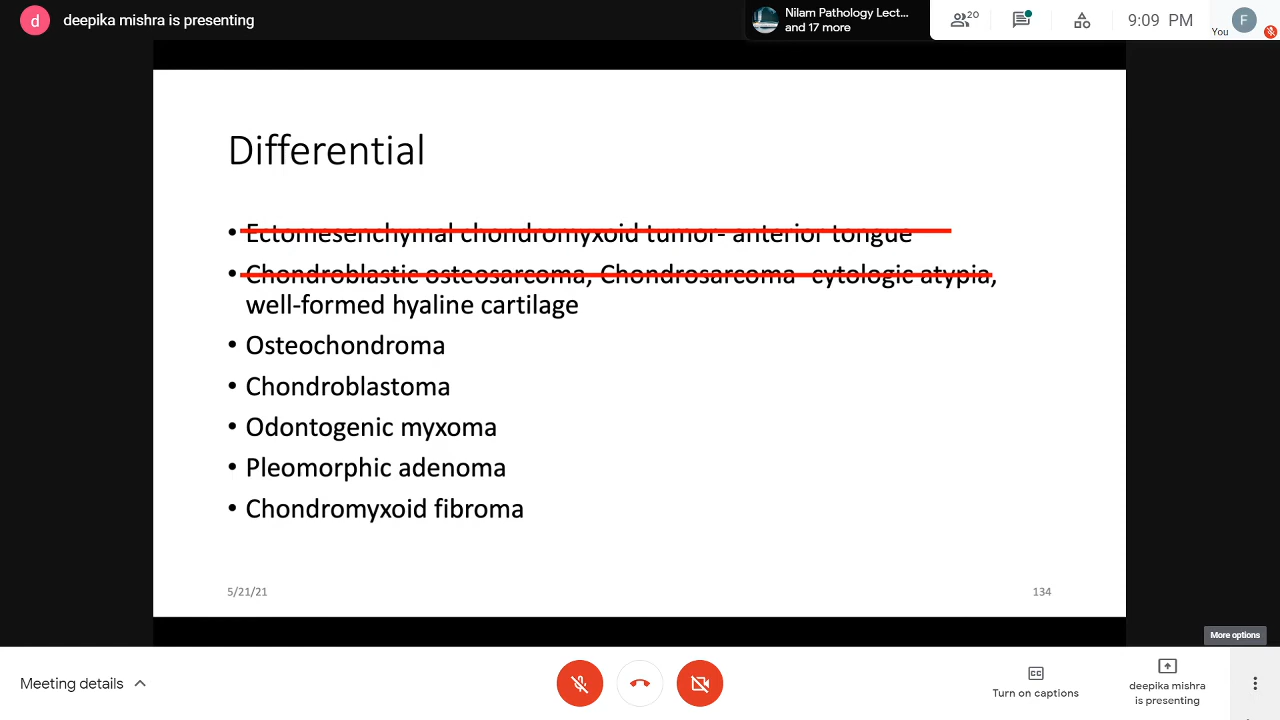 d deepika mishra is presenting
Nilam Pathology Lect...
and 17 more
20
9:09 PM
F
You
Differential
• Ectomesenchymal chondromyxoid tumor- anterior tongue
• Chondroblastic osteosarcoma, Chondrosarcoma- cytologic atypia,
well-formed hyaline cartilage
• Osteochondroma
• Chondroblastoma
• Odontogenic myxoma
• Pleomorphic adenoma
• Chondromyxoid fibroma
5/21/21
134
More options
Meeting details
CC
Turn on captions
deepika mishra
is presenting